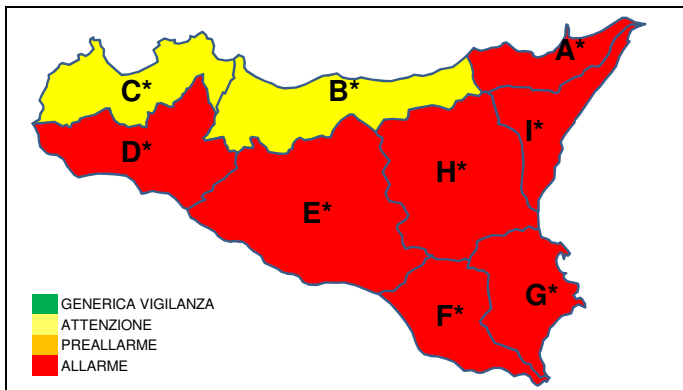 A*
C*
B*
I*
D*
H*
E*
G*
F*
GENERICA VIGILANZA
ATTENZIONE
PREALLARME
ALLARME